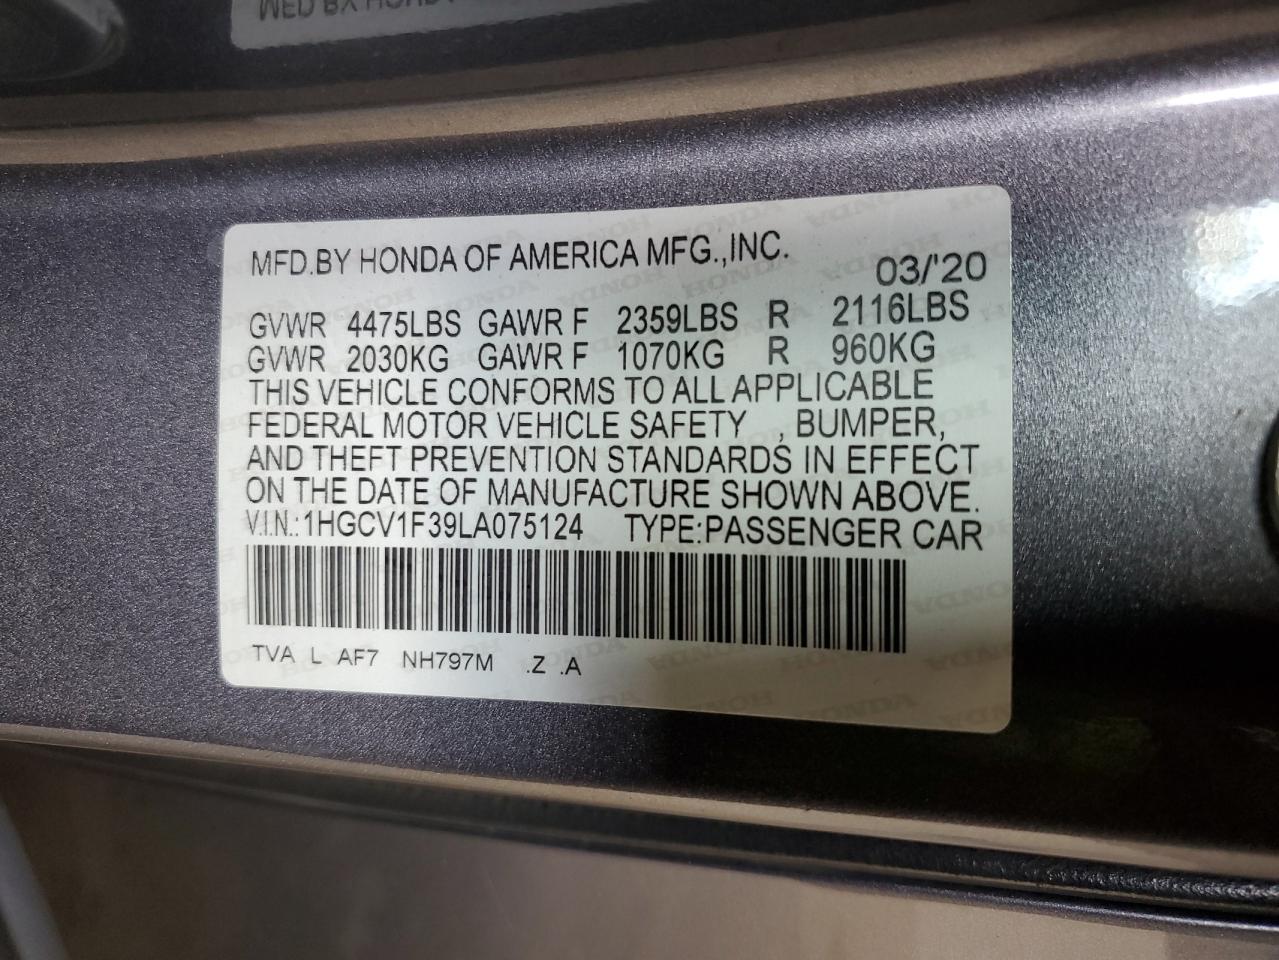 MFD.BY HONDA OF AMERICA MFG.,INC.
03/'20
GVWR 4475LBS GAWR F 2359LBS R 2116LBS
GVWR 2030KG GAWR F 1070KG R 960KG
THIS VEHICLE CONFORMS TO ALL APPLICABLE
FEDERAL MOTOR VEHICLE SAFETY , BUMPER,
AND THEFT PREVENTION STANDARDS IN EFFECT
ON THE DATE OF MANUFACTURE SHOWN ABOVE.
V.I.N.:1HGCV1F39LA075124 TYPE:PASSENGER CAR
TVA L AF7 NH797M .Z .A